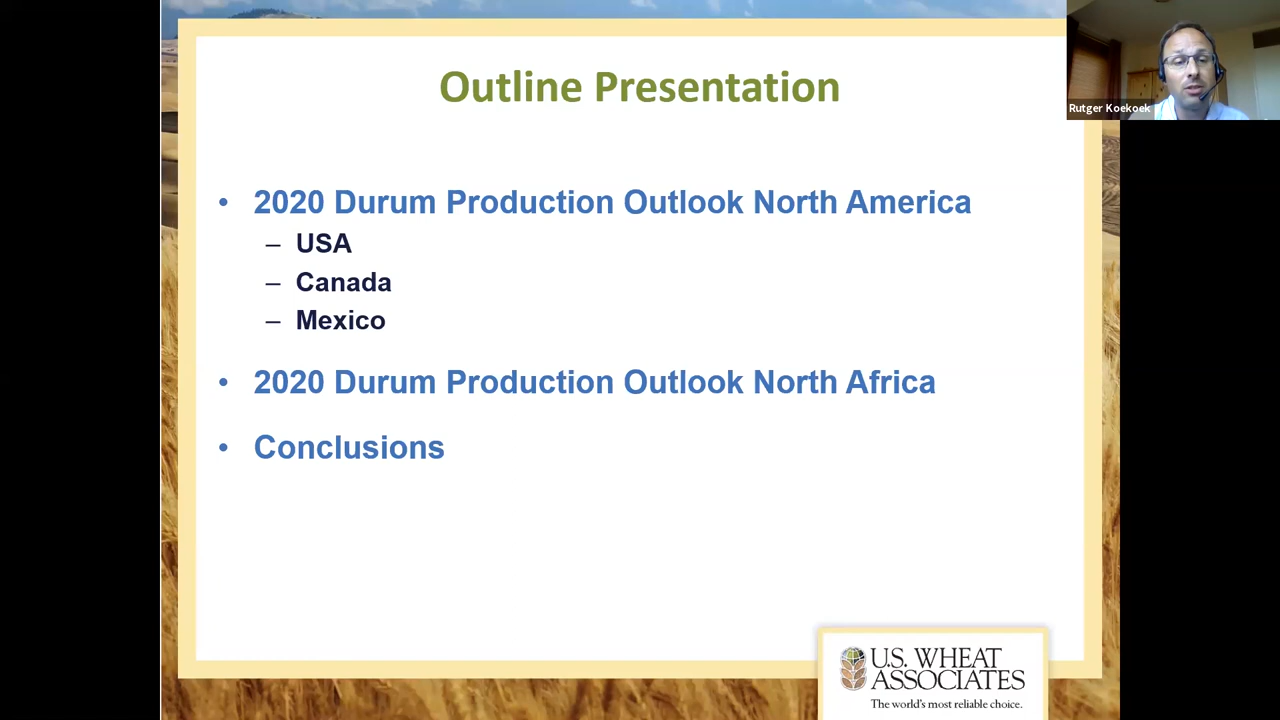 Outline Presentation
Rutger Koekoek
• 2020 Durum Production Outlook North America
– USA
– Canada
– Mexico
• 2020 Durum Production Outlook North Africa
• Conclusions
U.S. WHEAT
ASSOCIATES
The world's most reliable choice.